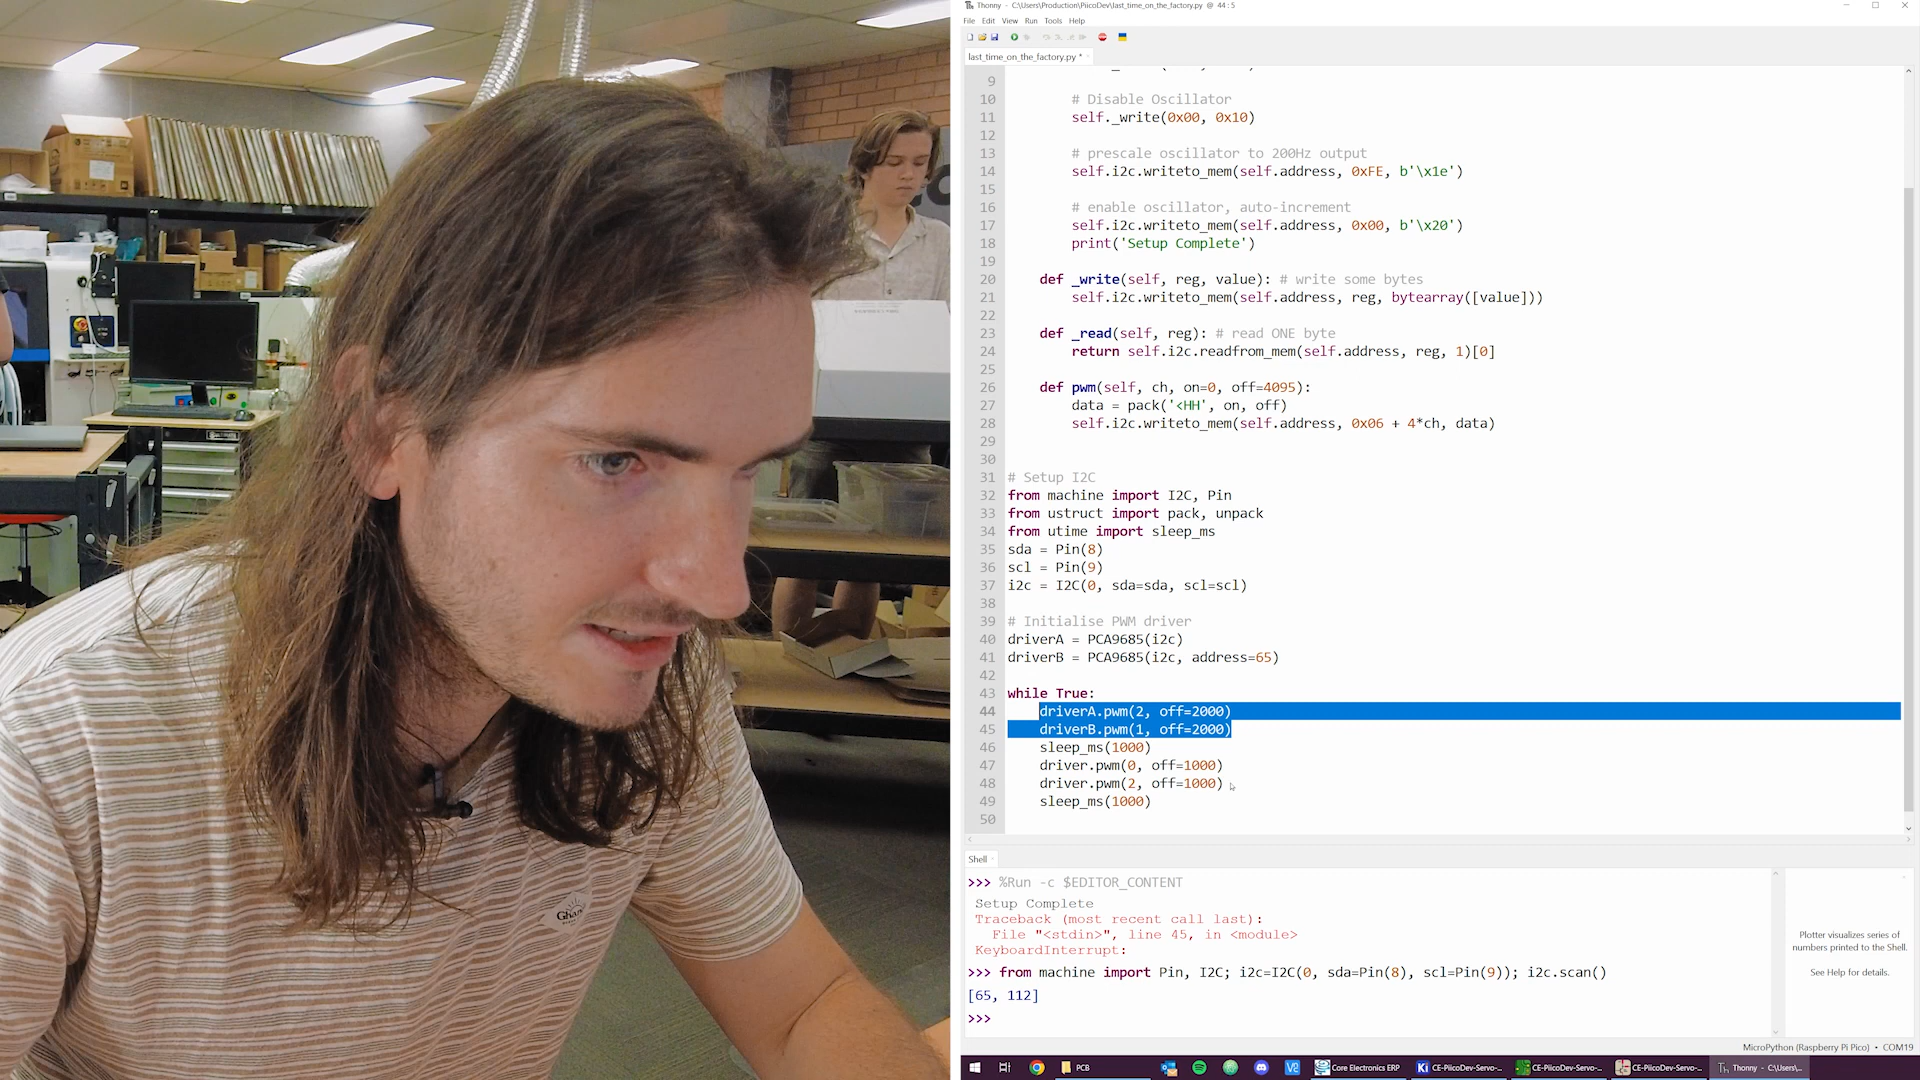 Thonny - C:\Users\Production\PiicoDev\last_time_on_the_factory.py @ 44:5
File Edit View Run Tools Help
last_time_on_the_factory.py *
9
10 # Disable Oscillator
11 self._write(0x00, 0x10)
12
13 # prescale oscillator to 200Hz output
14 self.i2c.writeto_mem(self.address, 0xFE, b'\x1e')
15
16 # enable oscillator, auto-increment
17 self.i2c.writeto_mem(self.address, 0x00, b'\x20')
18 print('Setup Complete')
19
20 def _write(self, reg, value): # write some bytes
21 self.i2c.writeto_mem(self.address, reg, bytearray([value]))
22
23 def _read(self, reg): # read ONE byte
24 return self.i2c.readfrom_mem(self.address, reg, 1)[0]
25
26 def pwm(self, ch, on=0, off=4095):
27 data = pack('<HH', on, off)
28 self.i2c.writeto_mem(self.address, 0x06 + 4*ch, data)
29
30
31 # Setup I2C
32 from machine import I2C, Pin
33 from ustruct import pack, unpack
34 from utime import sleep_ms
35 sda = Pin(8)
36 scl = Pin(9)
37 i2c = I2C(0, sda=sda, scl=scl)
38
39 # Initialise PWM driver
40 driverA = PCA9685(i2c)
41 driverB = PCA9685(i2c, address=65)
42
43 while True:
44 driverA.pwm(2, off=2000)
45 driverB.pwm(1, off=2000)
46 sleep_ms(1000)
47 driver.pwm(0, off=1000)
48 driver.pwm(2, off=1000)
49 sleep_ms(1000)
50
Shell
>>> %Run -c $EDITOR_CONTENT
Setup Complete
Traceback (most recent call last):
File "<stdin>", line 45, in <module>
KeyboardInterrupt:
>>> from machine import Pin, I2C; i2c=I2C(0, sda=Pin(8), scl=Pin(9)); i2c.scan()
[65, 112]
>>>
Plotter visualizes series of
numbers printed to the Shell.
See Help for details.
MicroPython (Raspberry Pi Pico) • COM19
PCB
Core Electronics ERP
CE-PiicoDev-Servo-...
CE-PiicoDev-Servo-...
CE-PiicoDev-Servo-...
Thonny - C:\Users\...